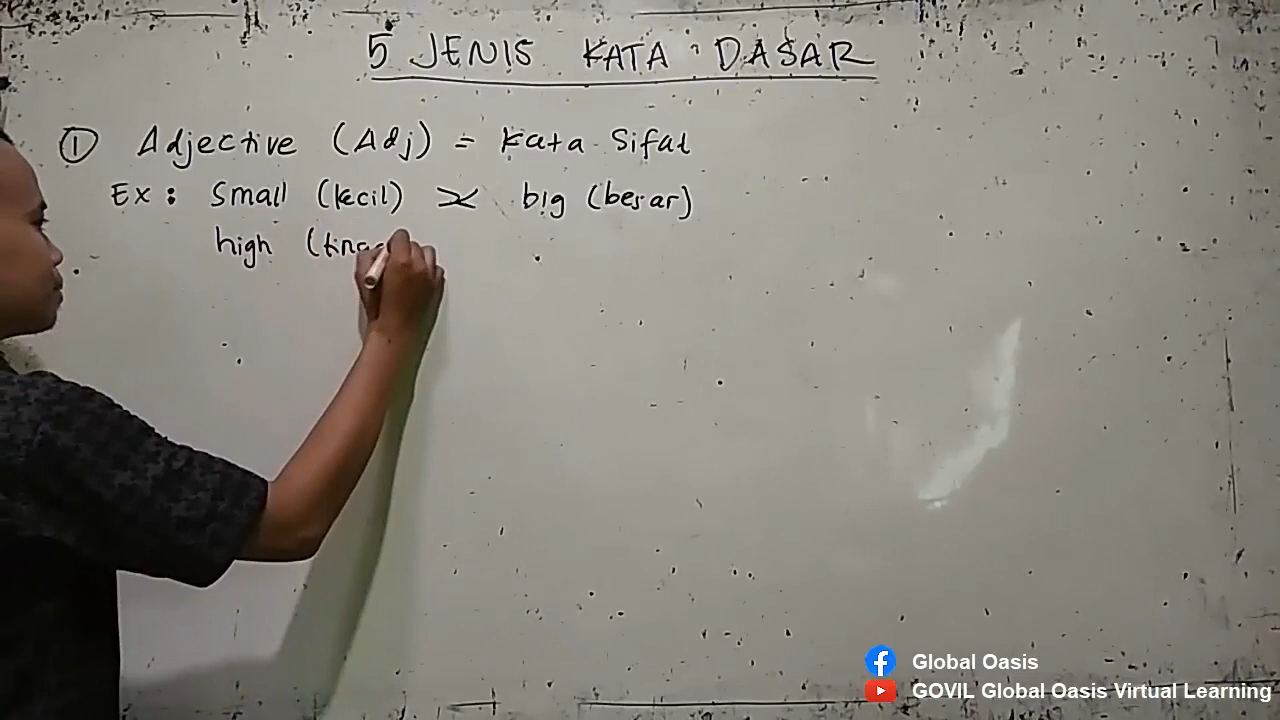 5 JENIS KATA DASAR
① Adjective (Adj) = Kata Sifat
Ex: Small (kecil) >< big (besar)
high
Global Oasis
GOVIL Global Oasis Virtual Learning